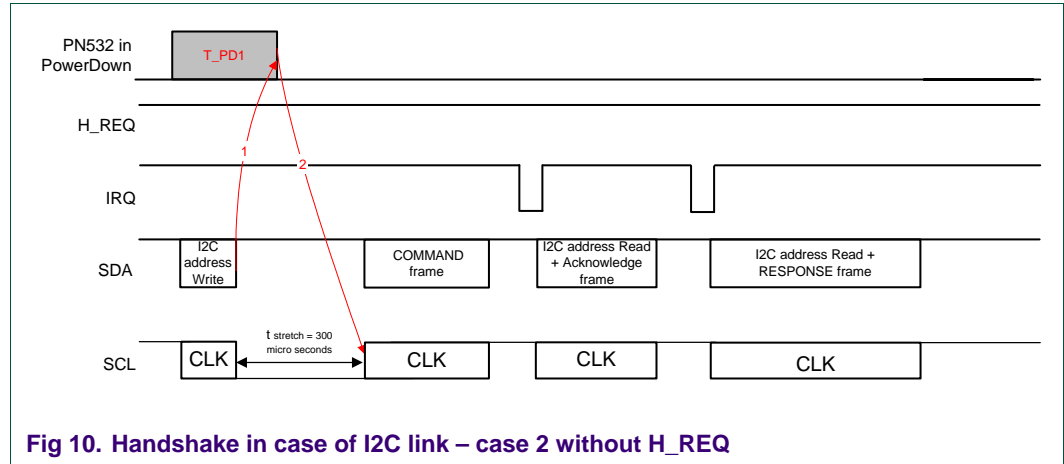 PN532 in
PowerDown
T_PD1
H_REQ
1
2
IRQ
SDA
I2C
address
Write
COMMAND
frame
I2C address Read
+ Acknowledge
frame
I2C address Read +
RESPONSE frame
SCL
CLK
t stretch = 300
micro seconds
CLK
CLK
CLK
Fig 10. Handshake in case of I2C link – case 2 without H_REQ